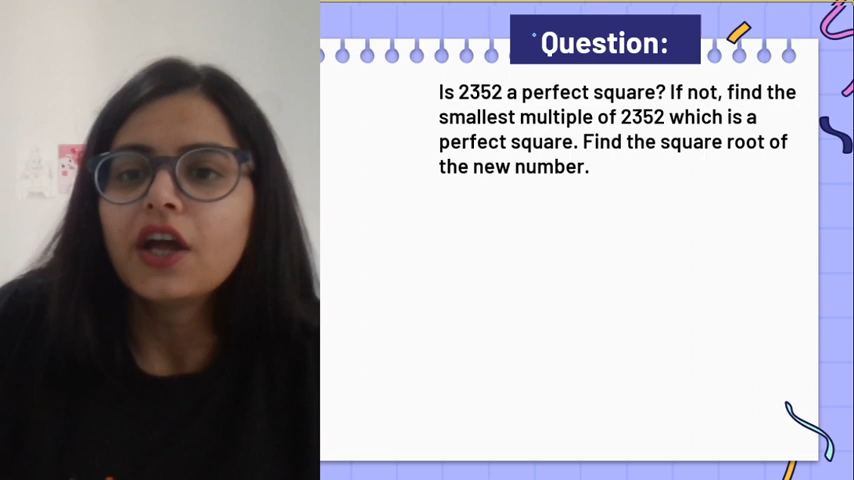 Question:
Is 2352 a perfect square? If not, find the
smallest multiple of 2352 which is a
perfect square. Find the square root of
the new number.